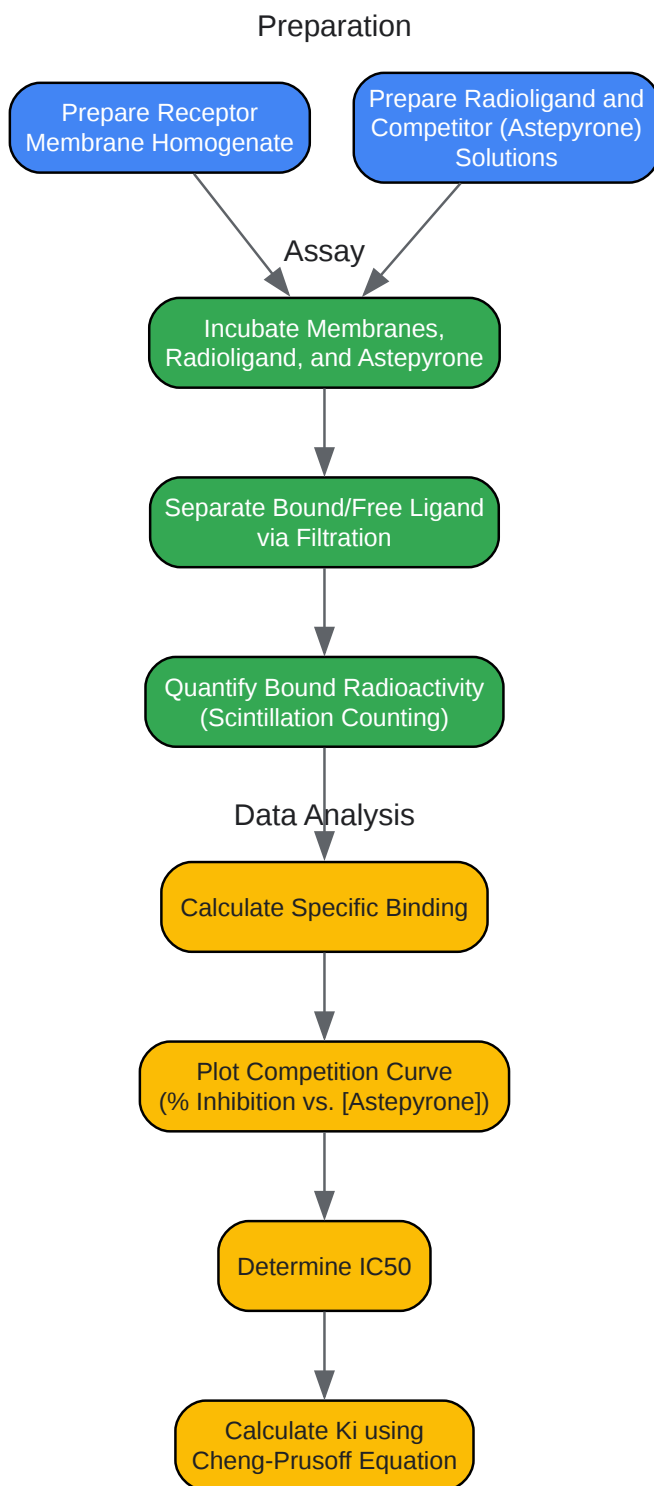 Preparation
Prepare Receptor
Membrane Homogenate
Prepare Radioligand and
Competitor (Astepyrone)
Solutions
Assay
Incubate Membranes,
Radioligand, and Astepyrone
Separate Bound/Free Ligand
via Filtration
Quantify Bound Radioactivity
(Scintillation Counting)
Data Analysis
Calculate Specific Binding
Plot Competition Curve
(% Inhibition vs. [Astepyrone])
Determine IC50
Calculate Ki using
Cheng-Prusoff Equation